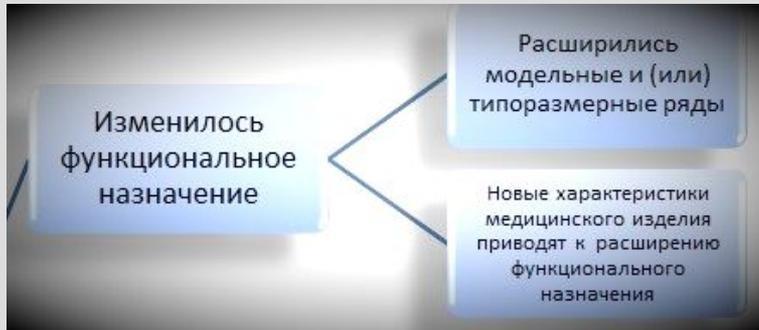 Изменилось
функциональное
назначение
Расширились
модельные и (или)
типоразмерные ряды
Новые характеристики
медицинского изделия
приводят к расширению
функционального
назначения